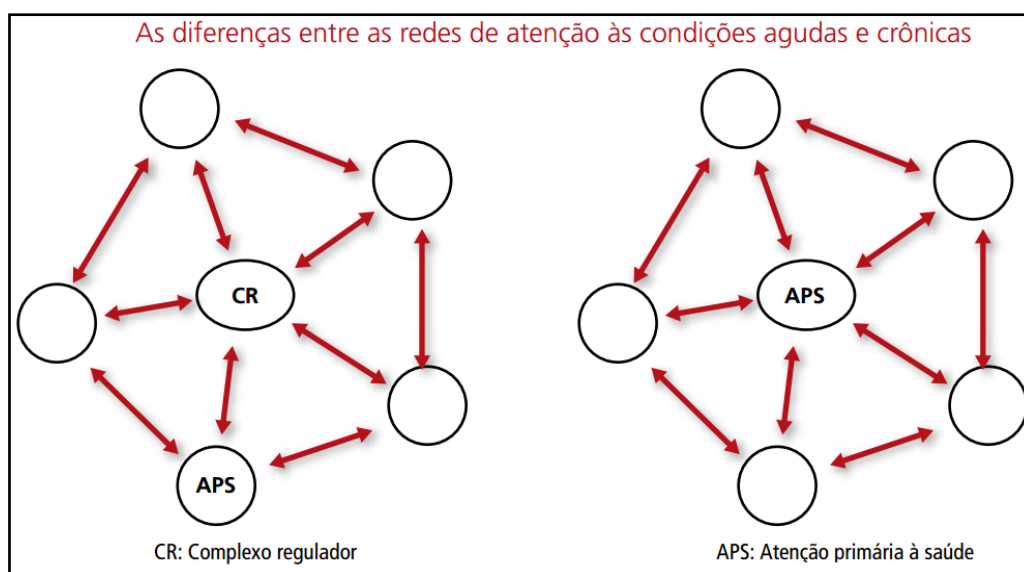 As diferenças entre as redes de atenção às condições agudas e crônicas
CR
APS
CR: Complexo regulador
APS
APS: Atenção primária à saúde